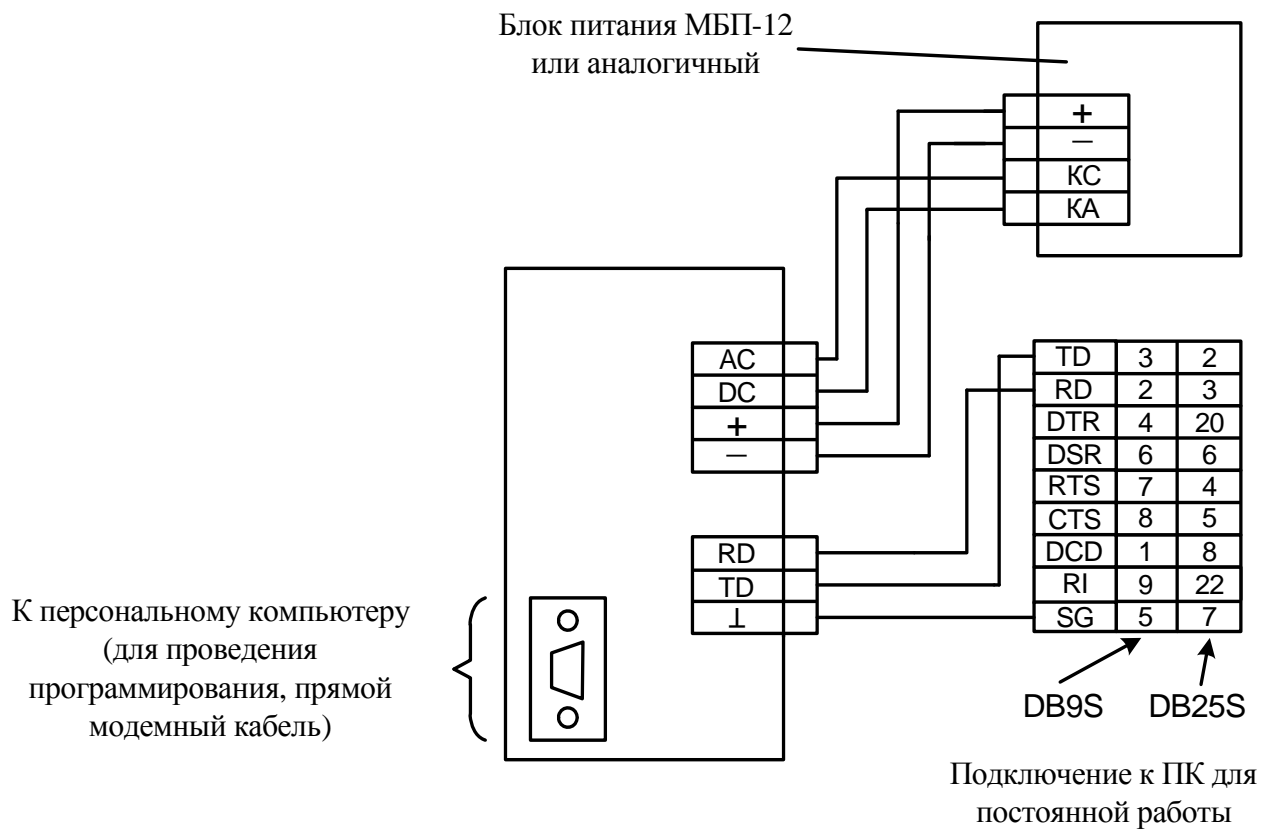 Блок питания МБП-12
или аналогичный
+
—
КС
КА
AC
DC
+
—
RD
TD
⊥
TD 3 2
RD 2 3
DTR 4 20
DSR 6 6
RTS 7 4
CTS 8 5
DCD 1 8
RI 9 22
SG 5 7
DB9S DB25S
К персональному компьютеру
(для проведения
программирования, прямой
модемный кабель)
Подключение к ПК для
постоянной работы